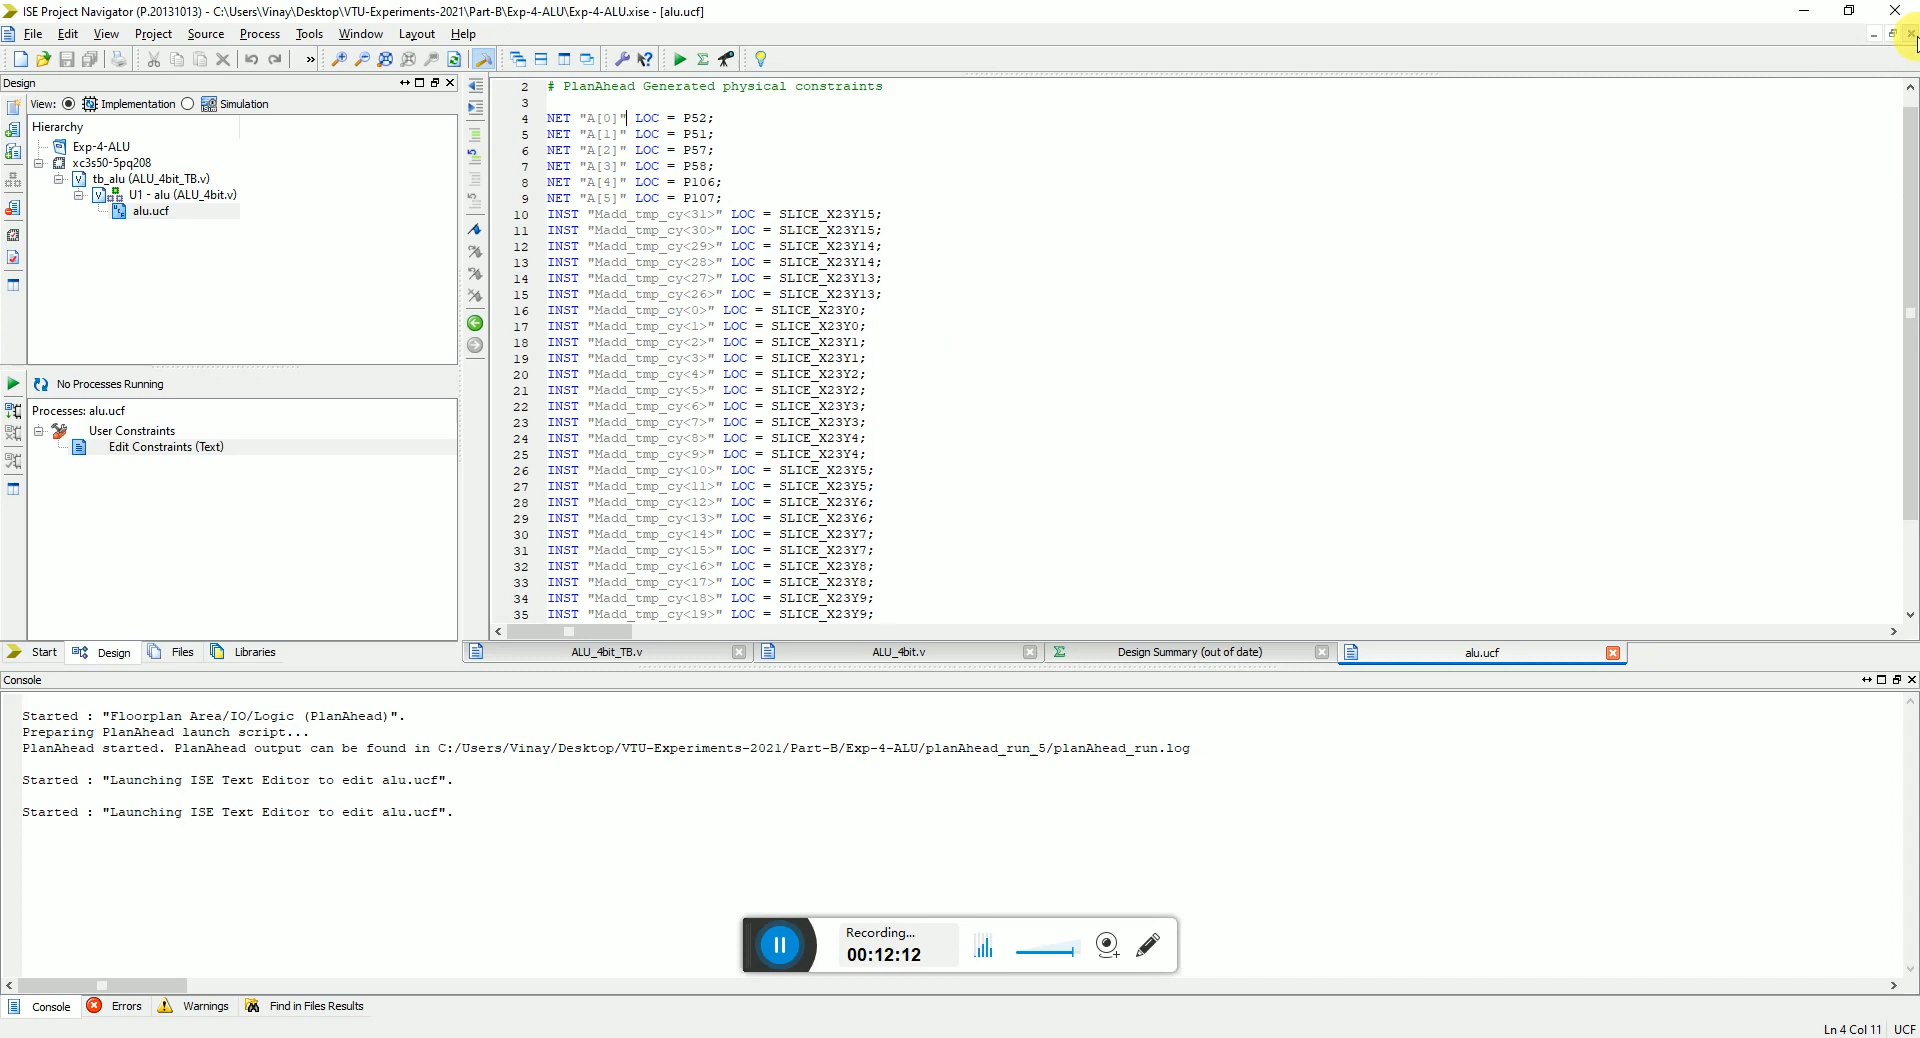 ISE Project Navigator (P.20131013) - C:\Users\Vinay\Desktop\VTU-Experiments-2021\Part-B\Exp-4-ALU\Exp-4-ALU.xise - [alu.ucf]
File Edit View Project Source Process Tools Window Layout Help
Design
View: Implementation Simulation
Hierarchy
Exp-4-ALU
xc3s50-5pq208
tb_alu (ALU_4bit_TB.v)
U1 - alu (ALU_4bit.v)
alu.ucf
No Processes Running
Processes: alu.ucf
User Constraints
Edit Constraints (Text)
Start Design Files Libraries
2 # PlanAhead Generated physical constraints
3
4 NET "A[0]" LOC = P52;
5 NET "A[1]" LOC = P51;
6 NET "A[2]" LOC = P57;
7 NET "A[3]" LOC = P58;
8 NET "A[4]" LOC = P106;
9 NET "A[5]" LOC = P107;
10 INST "Madd_tmp_cy<31>" LOC = SLICE_X23Y15;
11 INST "Madd_tmp_cy<30>" LOC = SLICE_X23Y15;
12 INST "Madd_tmp_cy<29>" LOC = SLICE_X23Y14;
13 INST "Madd_tmp_cy<28>" LOC = SLICE_X23Y14;
14 INST "Madd_tmp_cy<27>" LOC = SLICE_X23Y13;
15 INST "Madd_tmp_cy<26>" LOC = SLICE_X23Y13;
16 INST "Madd_tmp_cy<0>" LOC = SLICE_X23Y0;
17 INST "Madd_tmp_cy<1>" LOC = SLICE_X23Y0;
18 INST "Madd_tmp_cy<2>" LOC = SLICE_X23Y1;
19 INST "Madd_tmp_cy<3>" LOC = SLICE_X23Y1;
20 INST "Madd_tmp_cy<4>" LOC = SLICE_X23Y2;
21 INST "Madd_tmp_cy<5>" LOC = SLICE_X23Y2;
22 INST "Madd_tmp_cy<6>" LOC = SLICE_X23Y3;
23 INST "Madd_tmp_cy<7>" LOC = SLICE_X23Y3;
24 INST "Madd_tmp_cy<8>" LOC = SLICE_X23Y4;
25 INST "Madd_tmp_cy<9>" LOC = SLICE_X23Y4;
26 INST "Madd_tmp_cy<10>" LOC = SLICE_X23Y5;
27 INST "Madd_tmp_cy<11>" LOC = SLICE_X23Y5;
28 INST "Madd_tmp_cy<12>" LOC = SLICE_X23Y6;
29 INST "Madd_tmp_cy<13>" LOC = SLICE_X23Y6;
30 INST "Madd_tmp_cy<14>" LOC = SLICE_X23Y7;
31 INST "Madd_tmp_cy<15>" LOC = SLICE_X23Y7;
32 INST "Madd_tmp_cy<16>" LOC = SLICE_X23Y8;
33 INST "Madd_tmp_cy<17>" LOC = SLICE_X23Y8;
34 INST "Madd_tmp_cy<18>" LOC = SLICE_X23Y9;
35 INST "Madd_tmp_cy<19>" LOC = SLICE_X23Y9;
ALU_4bit_TB.v ALU_4bit.v Design Summary (out of date) alu.ucf
Console
Started : "Floorplan Area/IO/Logic (PlanAhead)".
Preparing PlanAhead launch script...
PlanAhead started. PlanAhead output can be found in C:/Users/Vinay/Desktop/VTU-Experiments-2021/Part-B/Exp-4-ALU/planAhead_run_5/planAhead_run.log
Started : "Launching ISE Text Editor to edit alu.ucf".
Started : "Launching ISE Text Editor to edit alu.ucf".
Recording...
00:12:12
Console Errors Warnings Find in Files Results
Ln 4 Col 11 UCF